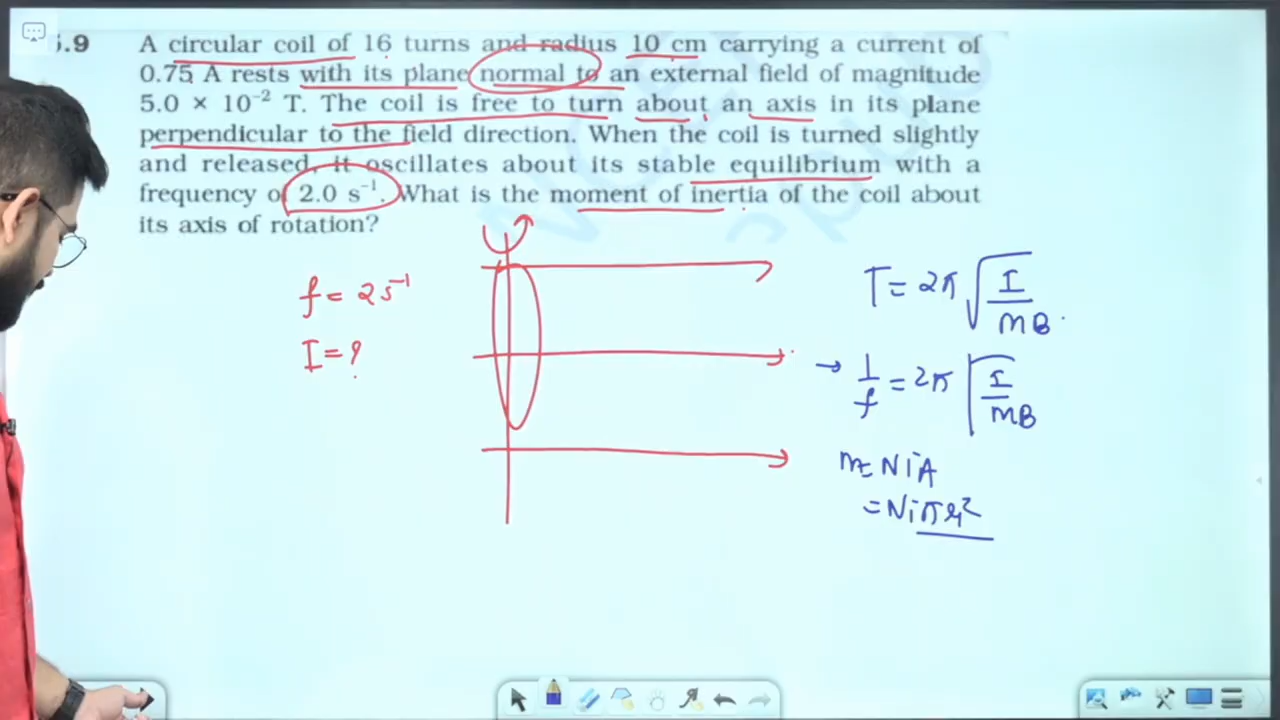 5.9 A circular coil of 16 turns and radius 10 cm carrying a current of
0.75 A rests with its plane normal to an external field of magnitude
5.0 × 10⁻² T. The coil is free to turn about an axis in its plane
perpendicular to the field direction. When the coil is turned slightly
and released, it oscillates about its stable equilibrium with a
frequency of 2.0 s⁻¹. What is the moment of inertia of the coil about
its axis of rotation?
f = 2 s⁻¹
I = ?
T = 2π √(I/mB)
→ 1/f = 2π √(I/mB)
m = NiA
= Niπr²